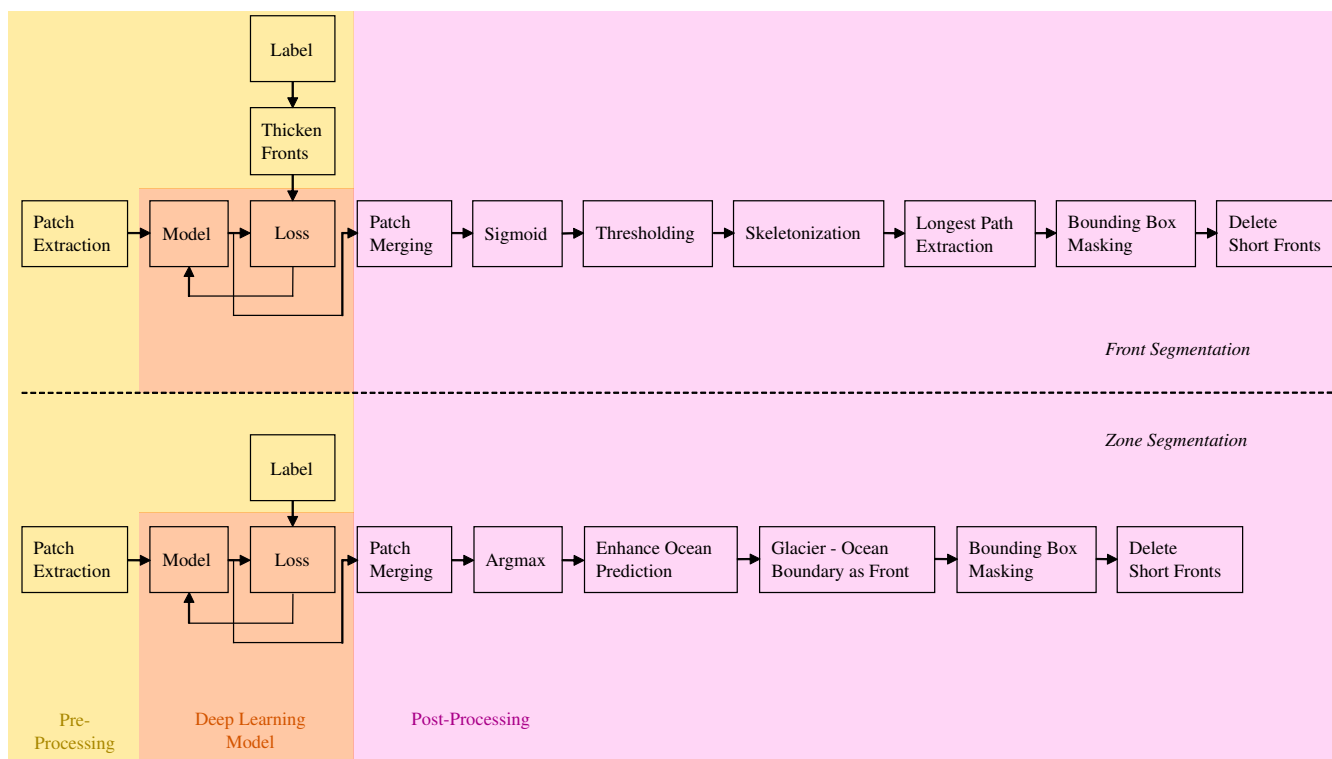 Label
Thicken
Fronts
Patch
Extraction
Model
Loss
Patch
Merging
Sigmoid
Thresholding
Skeletonization
Longest Path
Extraction
Bounding Box
Masking
Delete
Short Fronts
Front Segmentation
Zone Segmentation
Label
Patch
Extraction
Model
Loss
Patch
Merging
Argmax
Enhance Ocean
Prediction
Glacier - Ocean
Boundary as Front
Bounding Box
Masking
Delete
Short Fronts
Pre-
Processing
Deep Learning
Model
Post-Processing